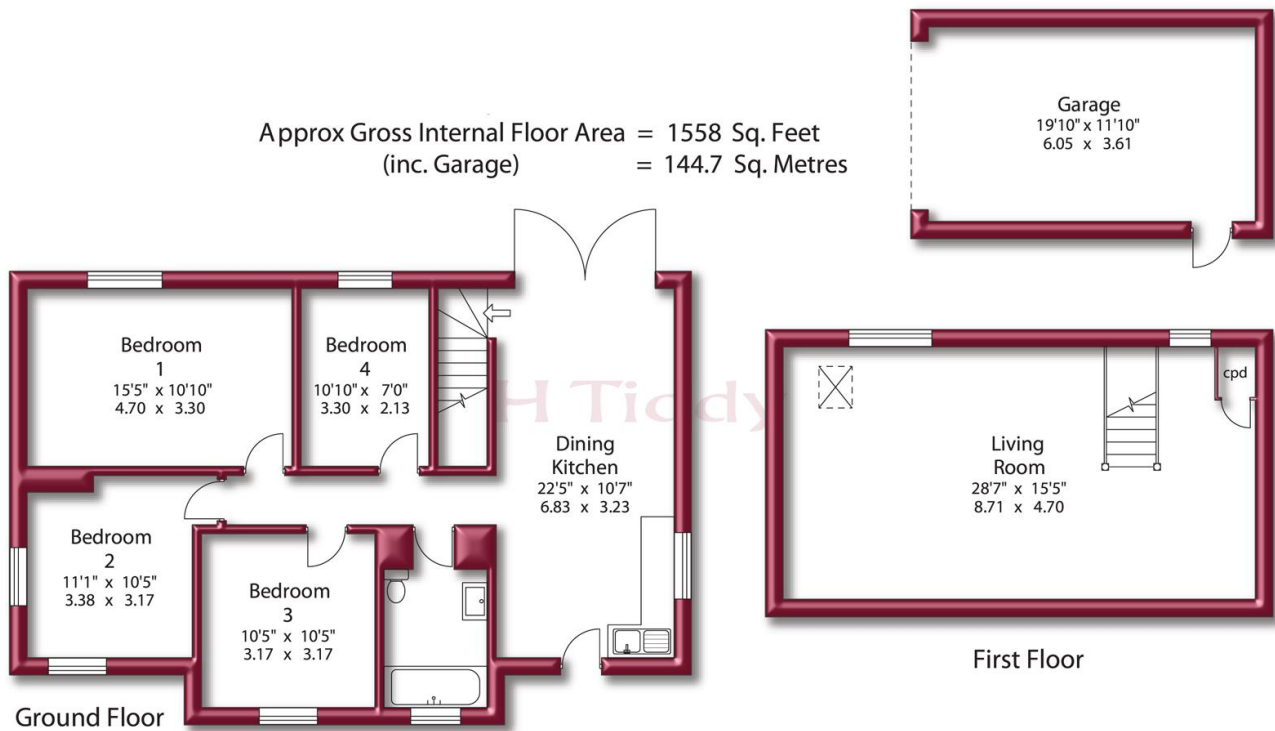 Approx Gross Internal Floor Area = 1558 Sq. Feet
(inc. Garage) = 144.7 Sq. Metres
Garage
19'10" x 11'10"
6.05 x 3.61
Bedroom
1
15'5" x 10'10"
4.70 x 3.30
Bedroom
4
10'10" x 7'0"
3.30 x 2.13
H Tiddy
Dining
Kitchen
22'5" x 10'7"
6.83 x 3.23
Bedroom
2
11'1" x 10'5"
3.38 x 3.17
Bedroom
3
10'5" x 10'5"
3.17 x 3.17
Ground Floor
cpd
Living
Room
28'7" x 15'5"
8.71 x 4.70
First Floor